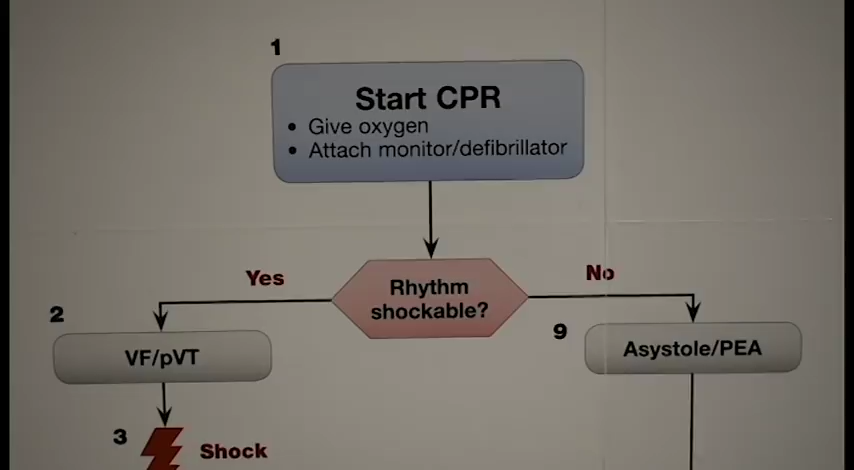 1
Start CPR
• Give oxygen
• Attach monitor/defibrillator
Rhythm
shockable?
Yes
No
2
VF/pVT
9
Asystole/PEA
3
Shock